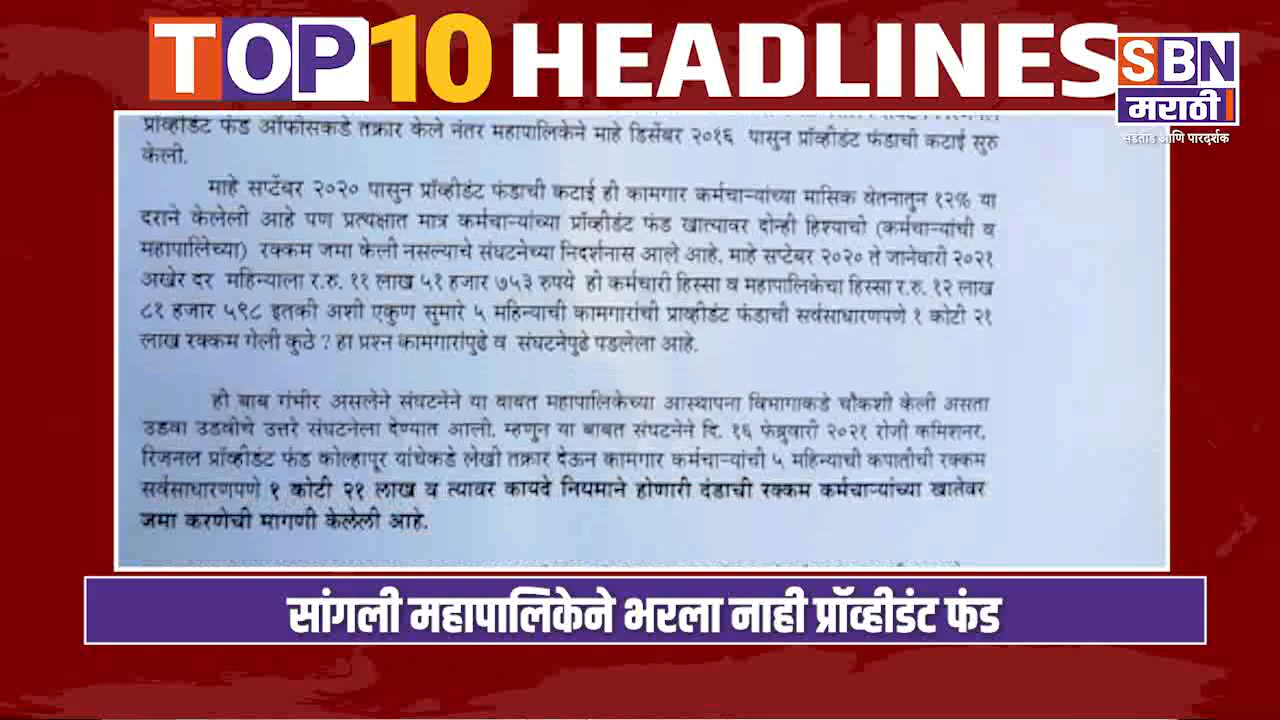 TOP 10 HEADLINES
SBN
मराठी
सडेतोड आणि पारदर्शक
प्रॉव्हीडंट फंड ऑफीसकडे तक्रार केले नंतर महापालिकेने माहे डिसेंबर २०१६ पासुन प्रॉव्हीडंट फंडाची कटाई सुरु
केली.
माहे सप्टेंबर २०२० पासुन प्रॉव्हीडंट फंडाची कटाई ही कामगार कर्मचाऱ्यांच्या मासिक वेतनातुन १२% या
दराने केलेली आहे पण प्रत्यक्षात मात्र कर्मचाऱ्यांच्या प्रॉव्हीडंट फंड खात्यावर दोन्ही हिश्याचो (कर्मचाऱ्यांची व
महापालिेच्या) रक्कम जमा केली नसल्याचे संघटनेच्या निदर्शनास आले आहे. माहे सप्टेंबर २०२० ते जानेवारी २०२१
अखेर दर महिन्याला र.रु. ११ लाख ५१ हजार ७५३ रुपये ही कर्मचारी हिस्सा व महापालिकेचा हिस्सा र.रु. १२ लाख
८१ हजार ५९८ इतकी अशी एकुण सुमारे ५ महिन्याची कामगारांची प्राव्हीडंट फंडाची सर्वसाधारणपणे १ कोटी २१
लाख रक्कम गेली कुठे ? हा प्रश्न कामगारांपुढे व संघटनेपुढे पडलेला आहे.
ही बाब गंभीर असलेने संघटनेने या बाबत महापालिकेच्या आस्थापना विभागाकडे चौकशी केली असता
उडवा उडवीचे उत्तरे संघटनेला देण्यात आली. म्हणुन या बाबत संघटनेने दि. १६ फेब्रुवारी २०२१ रोजी कमिशनर,
रिजनल प्रॉव्हीडंट फंड कोल्हापूर यांचेकडे लेखी तक्रार देऊन कामगार कर्मचाऱ्यांची ५ महिन्याची कपातीची रक्कम
सर्वसाधारणपणे १ कोटी २१ लाख व त्यावर कायदे नियमाने होणारी दंडाची रक्कम कर्मचाऱ्यांच्या खातेवर
जमा करणेची मागणी केलेली आहे.
सांगली महापालिकेने भरला नाही प्रॉव्हीडंट फंड